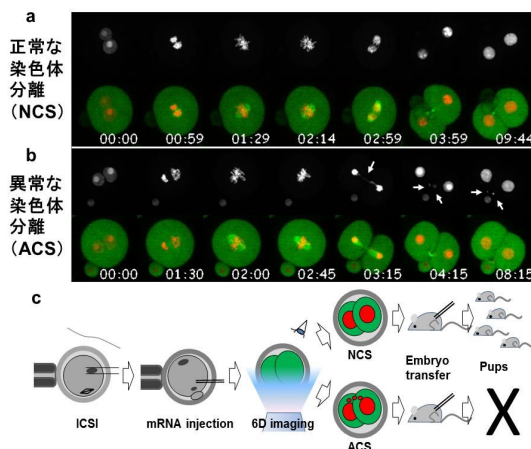 a
正常な
染色体
分離
（NCS）
00:00 00:59 01:29 02:14 02:59 03:59 09:44
b
異常な
染色体
分離
（ACS）
00:00 01:30 02:00 02:45 03:15 04:15 08:15
c
ICSI
mRNA injection
6D imaging
NCS
ACS
Embryo
transfer
Pups
X